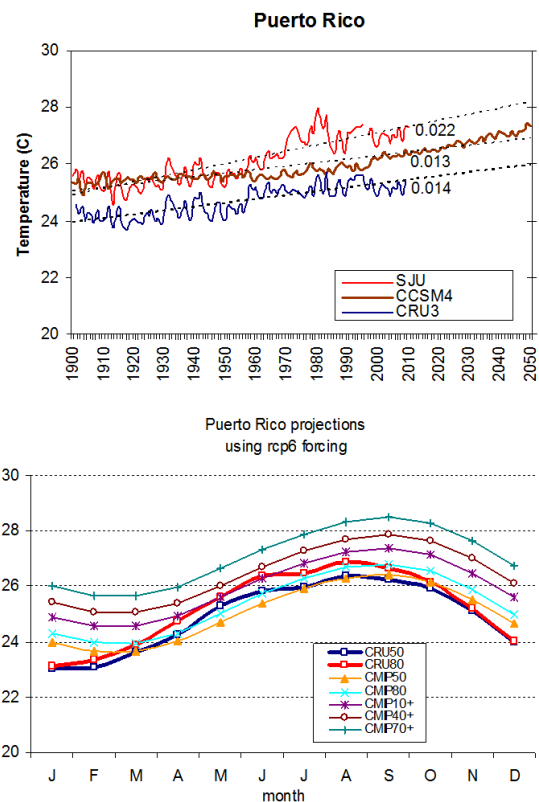 Puerto Rico
30
28
26
24
22
20
Temperature (C)
0.022
0.013
0.014
SJU
CCSM4
CRU3
1900 1910 1920 1930 1940 1950 1960 1970 1980 1990 2000 2010 2020 2030 2040 2050
Puerto Rico projections
using rcp6 forcing
30
28
26
24
22
20
CRU50
CRU80
CMIP50
CMIP80
CMIP10+
CMIP40+
CMIP70+
J F M A M J J A S O N D
month